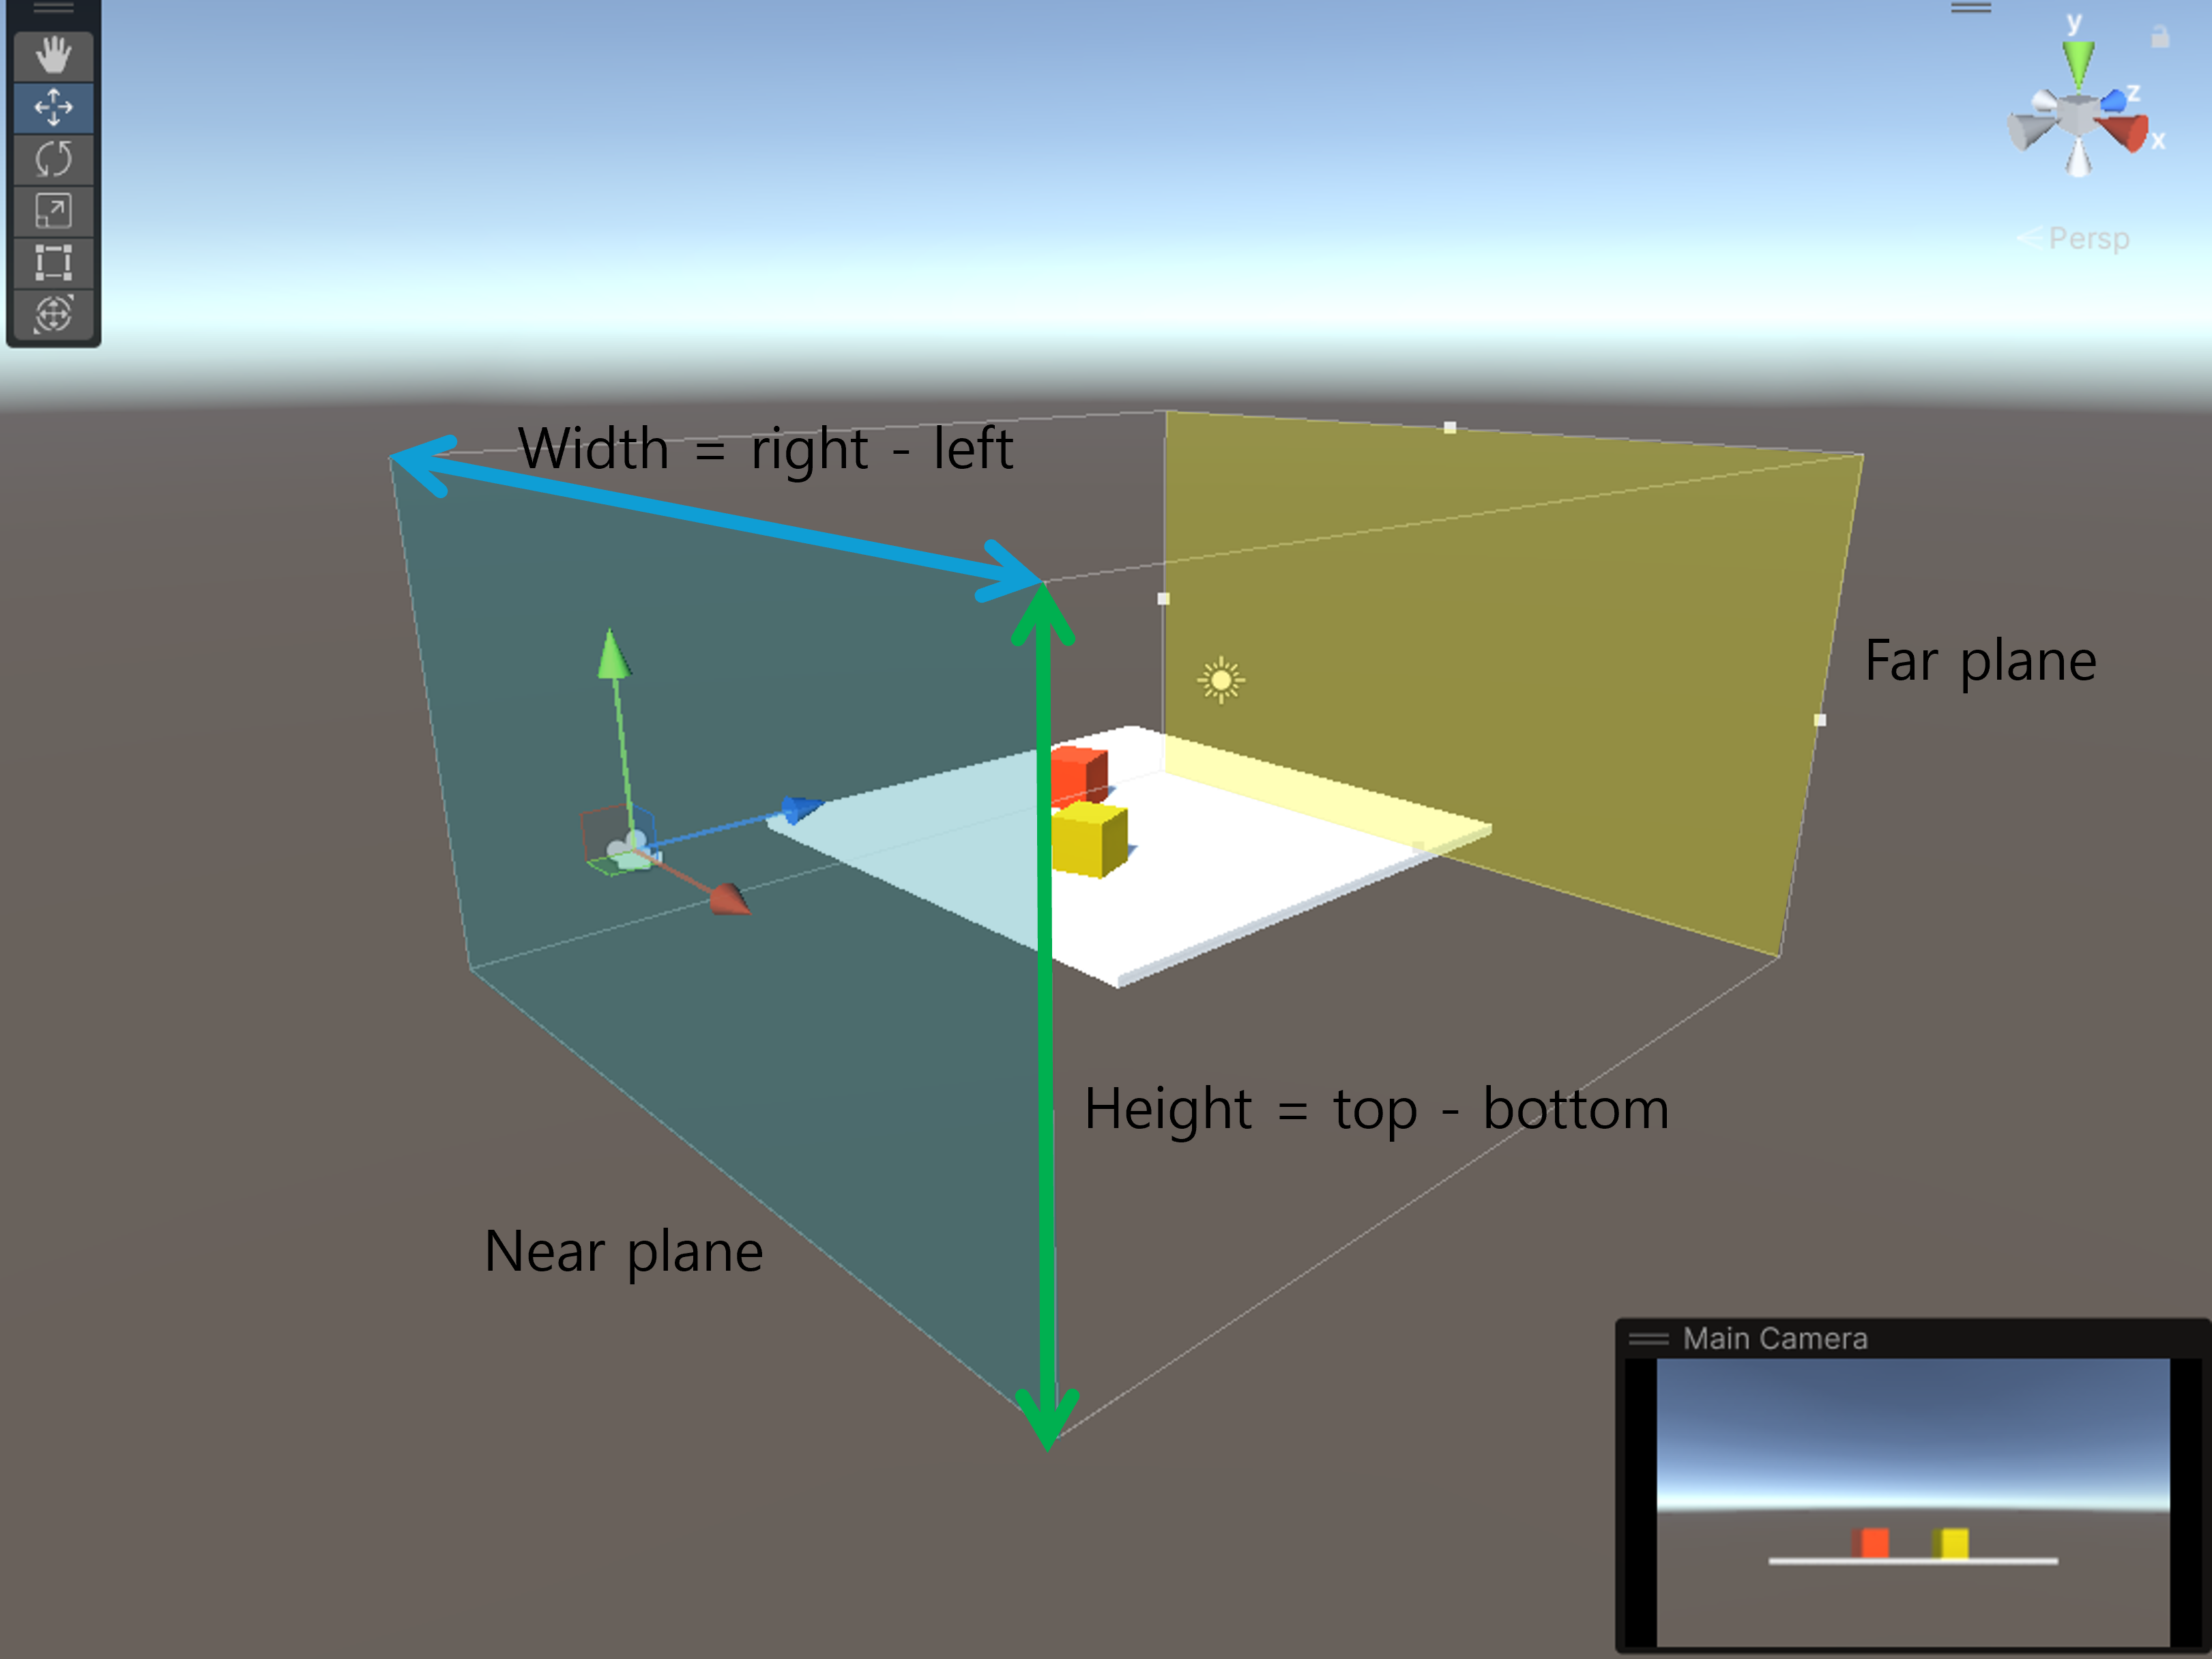 y
z
x
Persp
Width = right - left
Far plane
Height = top - bottom
Near plane
Main Camera